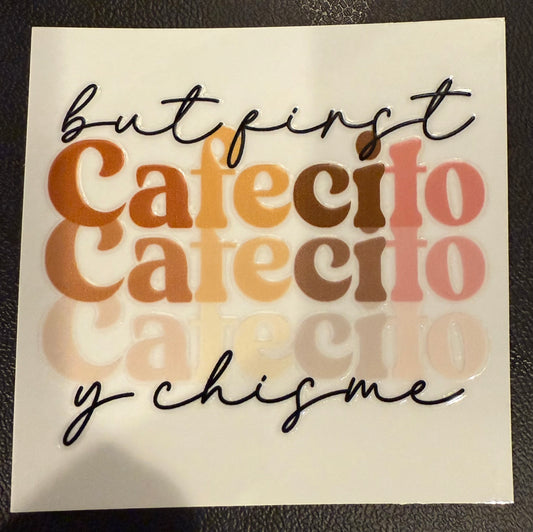 but first
Cafecito
Cafecito
Cafecito
y chisme